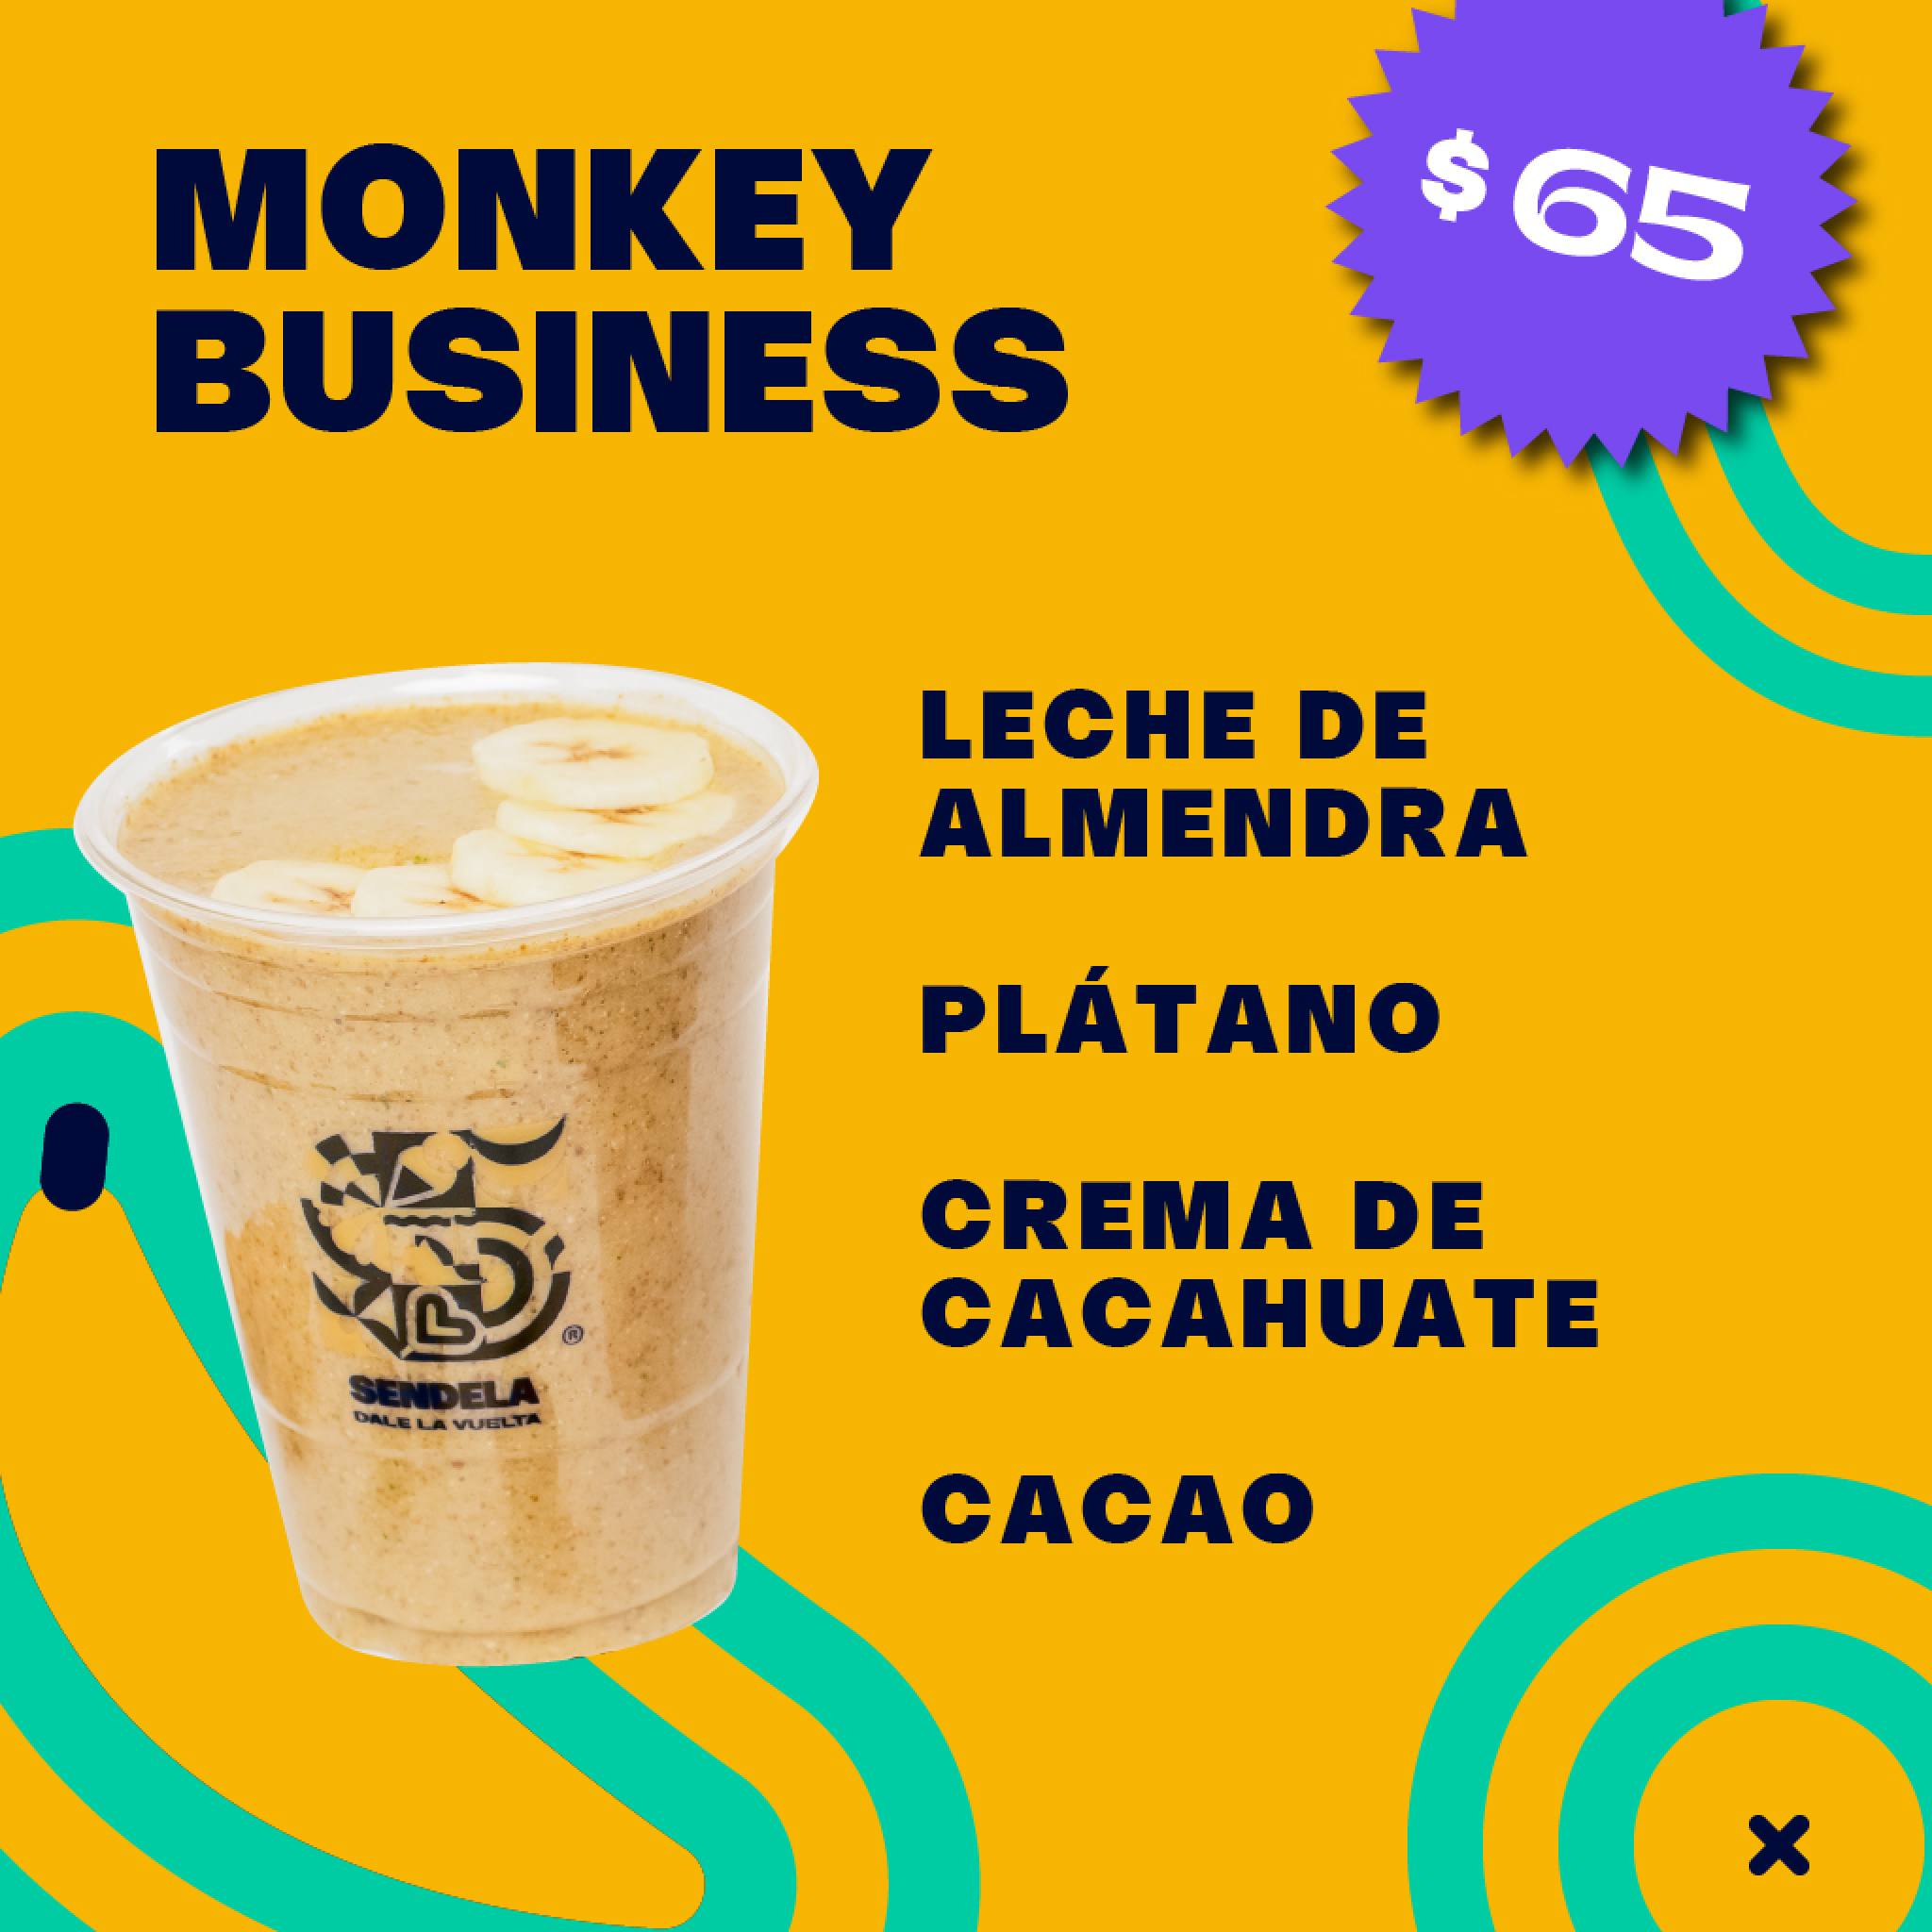 MONKEY
BUSINESS
$65
LECHE DE
ALMENDRA
PLÁTANO
CREMA DE
CACAHUATE
CACAO
®
SENDELA
DALE LA VUELTA